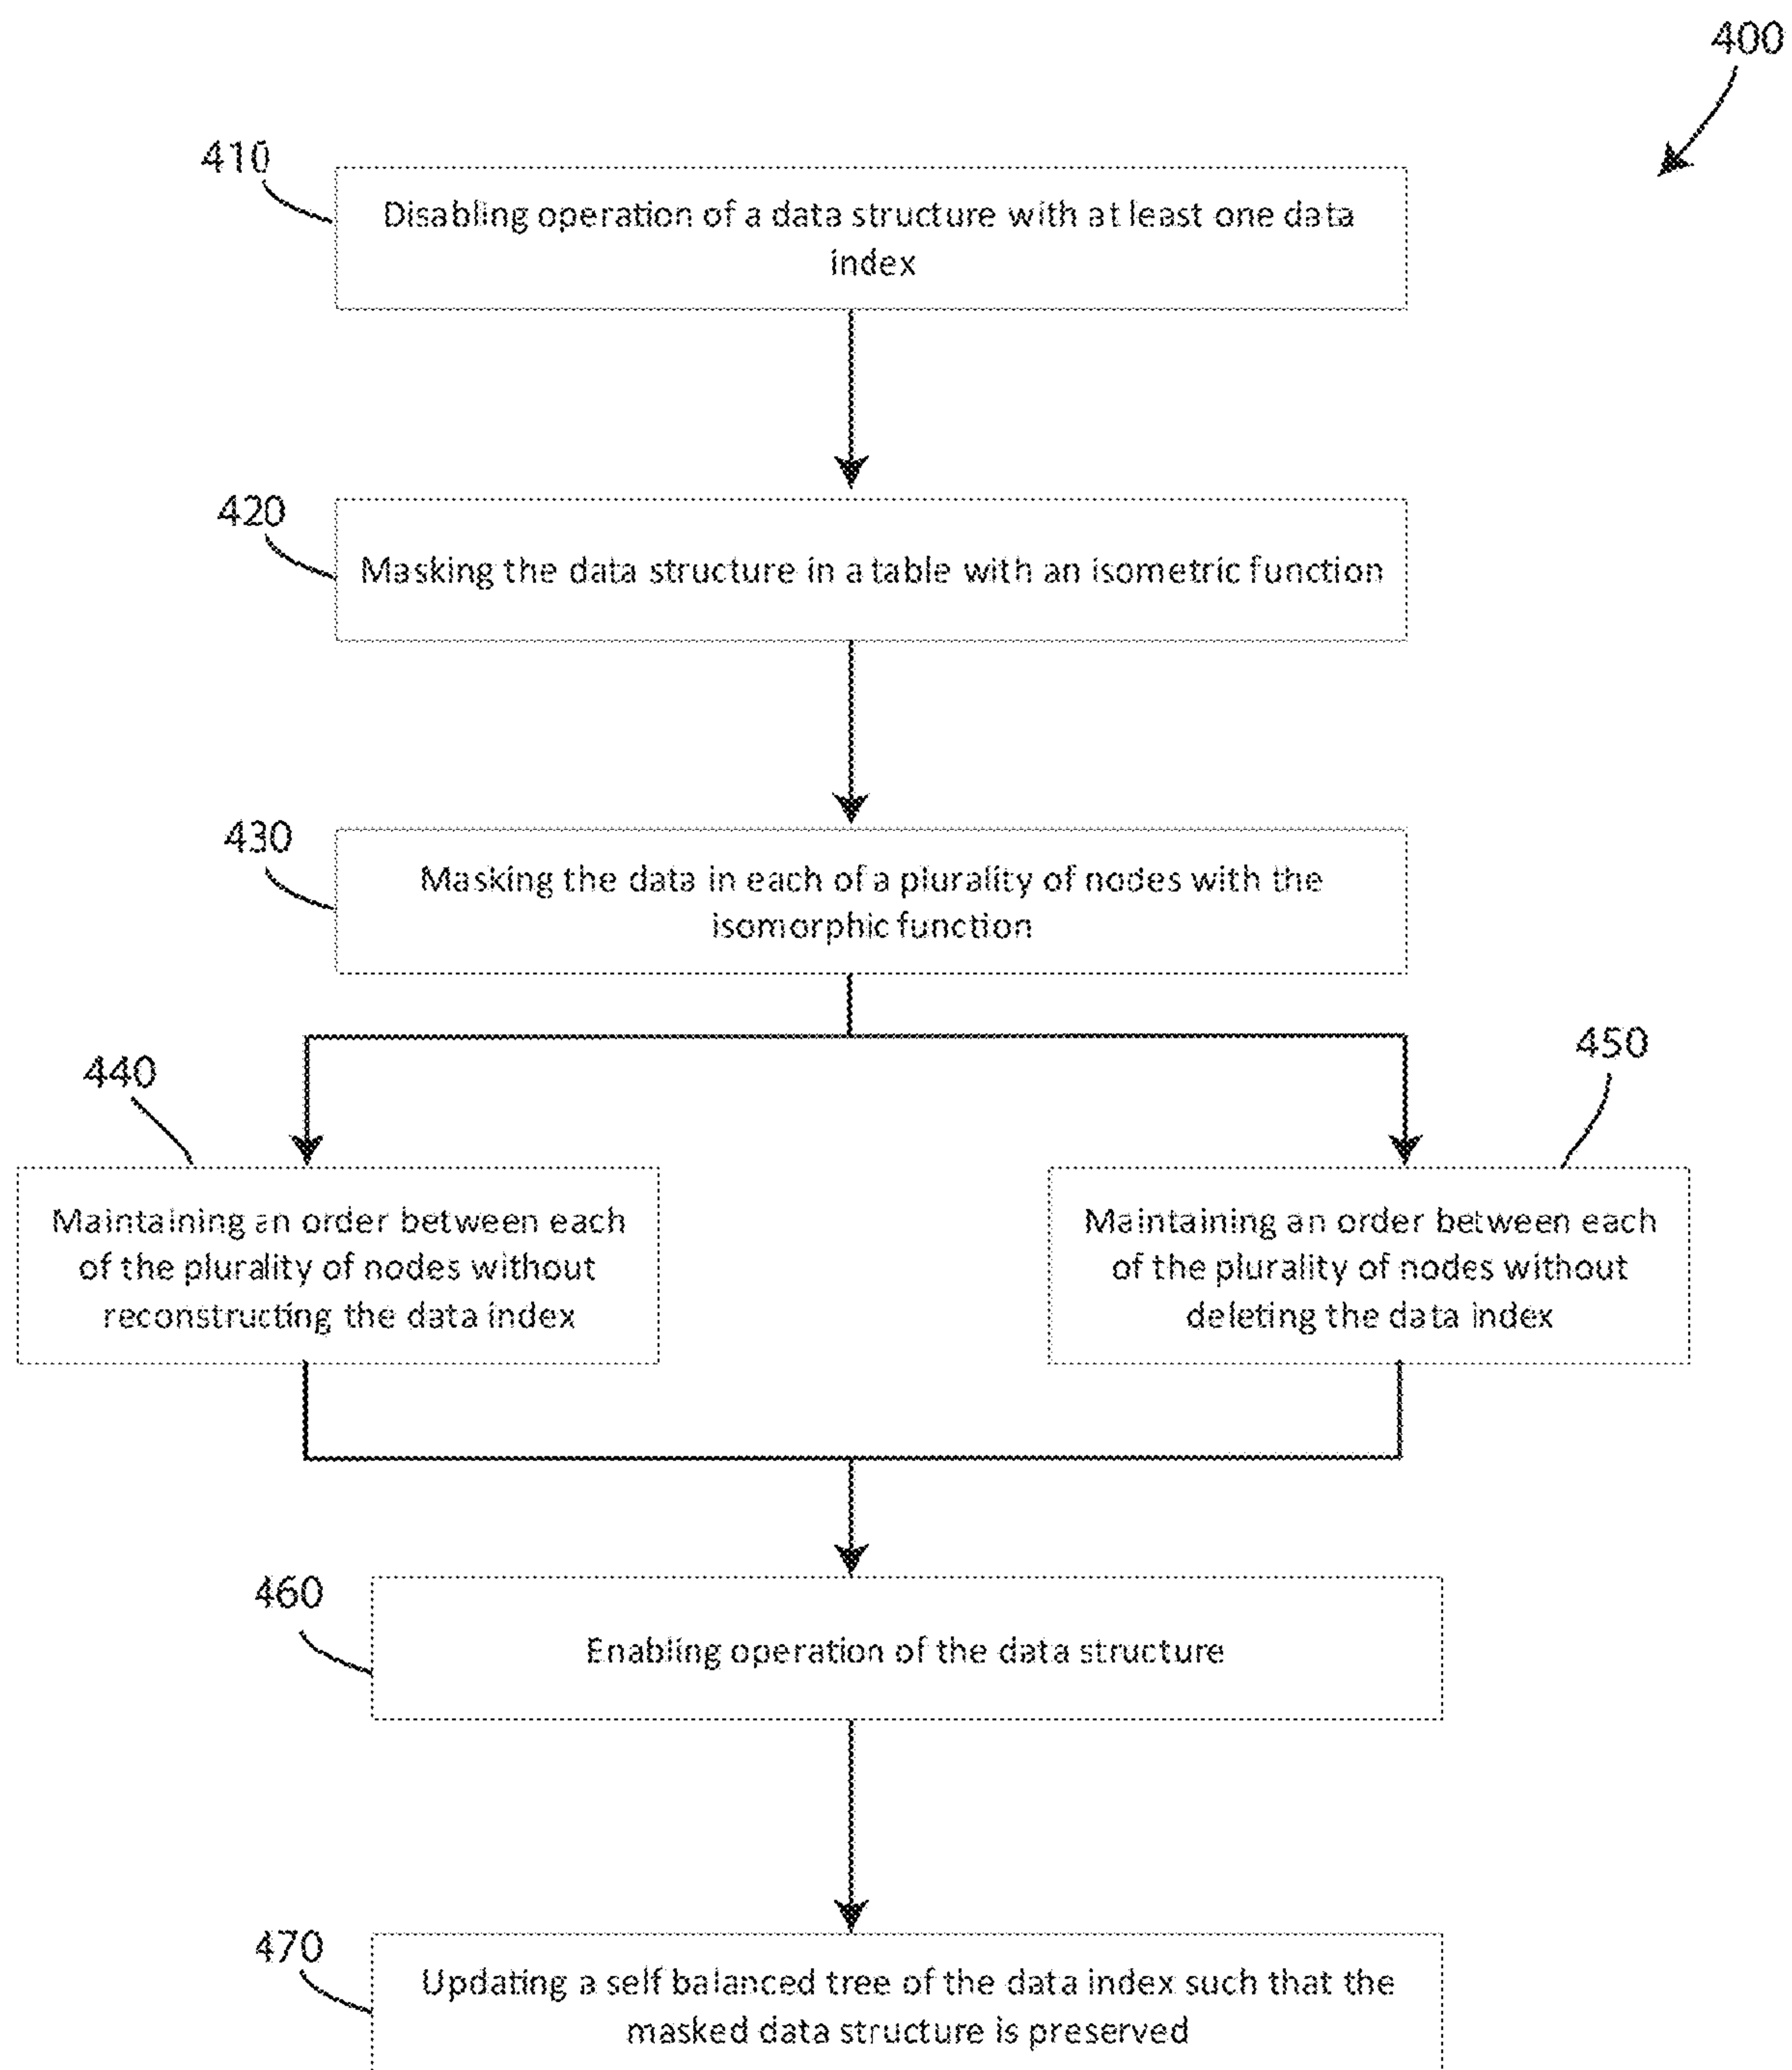 400
410
Disabling operation of a data structure with at least one data
index
420
Masking the data structure in a table with an isometric function
430
Masking the data in each of a plurality of nodes with the
isomorphic function
440
450
Maintaining an order between each
of the plurality of nodes without
reconstructing the data index
Maintaining an order between each
of the plurality of nodes without
deleting the data index
460
Enabling operation of the data structure
470
Updating a self balanced tree of the data index such that the
masked data structure is preserved